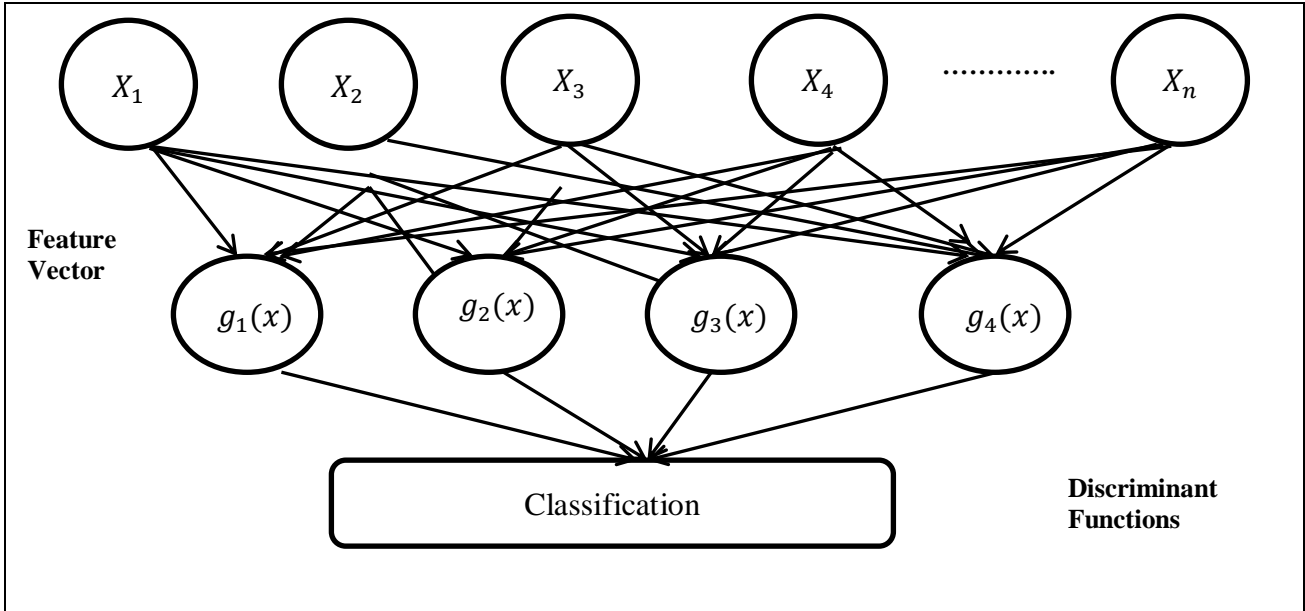 X₁ X₂ X₃ X₄ ............. Xₙ
Feature
Vector
g₁(x) g₂(x) g₃(x) g₄(x)
Classification
Discriminant
Functions